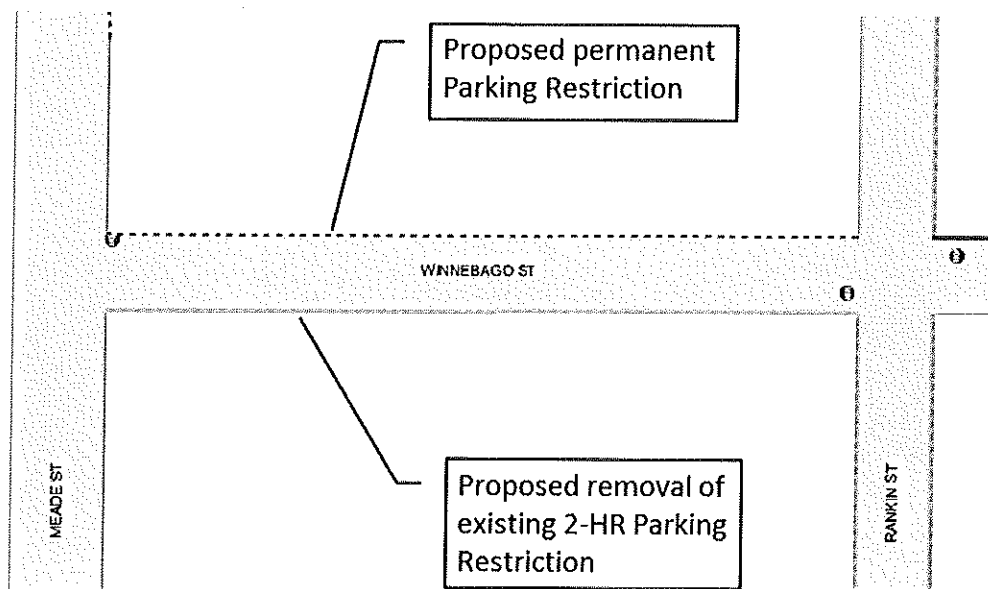 Proposed permanent
Parking Restriction
WINNEBAGO ST
MEADE ST
RANKIN ST
Proposed removal of
existing 2-HR Parking
Restriction